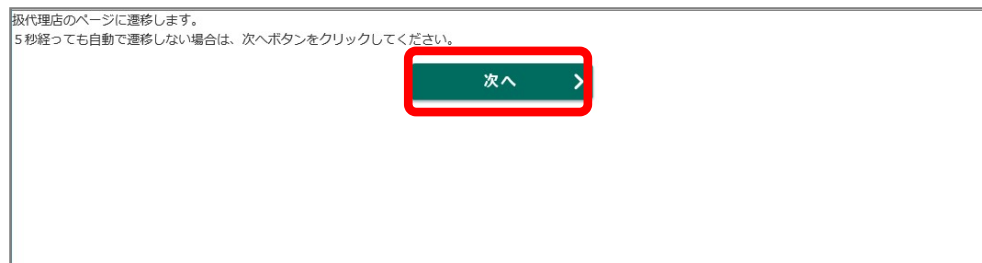 扱代理店のページに遷移します。
５秒経っても自動で遷移しない場合は、次へボタンをクリックしてください。
次へ